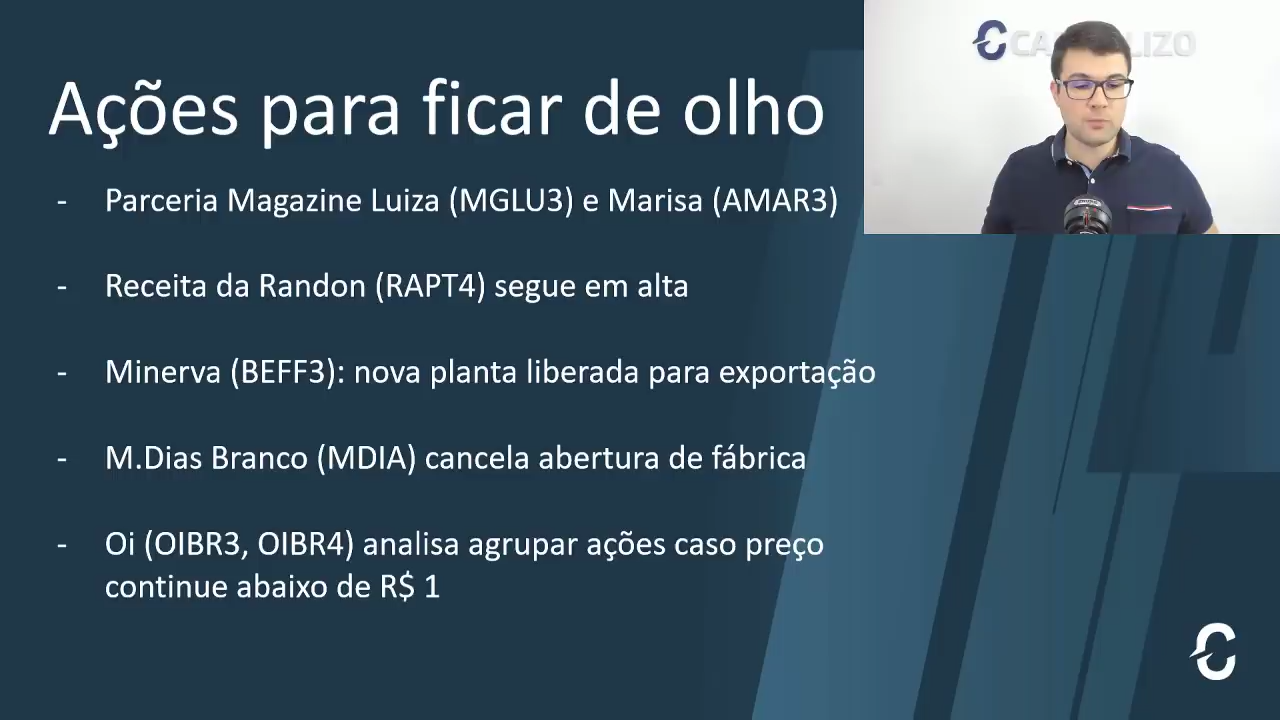 Ações para ficar de olho
- Parceria Magazine Luiza (MGLU3) e Marisa (AMAR3)
- Receita da Randon (RAPT4) segue em alta
- Minerva (BEFF3): nova planta liberada para exportação
- M.Dias Branco (MDIA) cancela abertura de fábrica
- Oi (OIBR3, OIBR4) analisa agrupar ações caso preço
continue abaixo de R$ 1